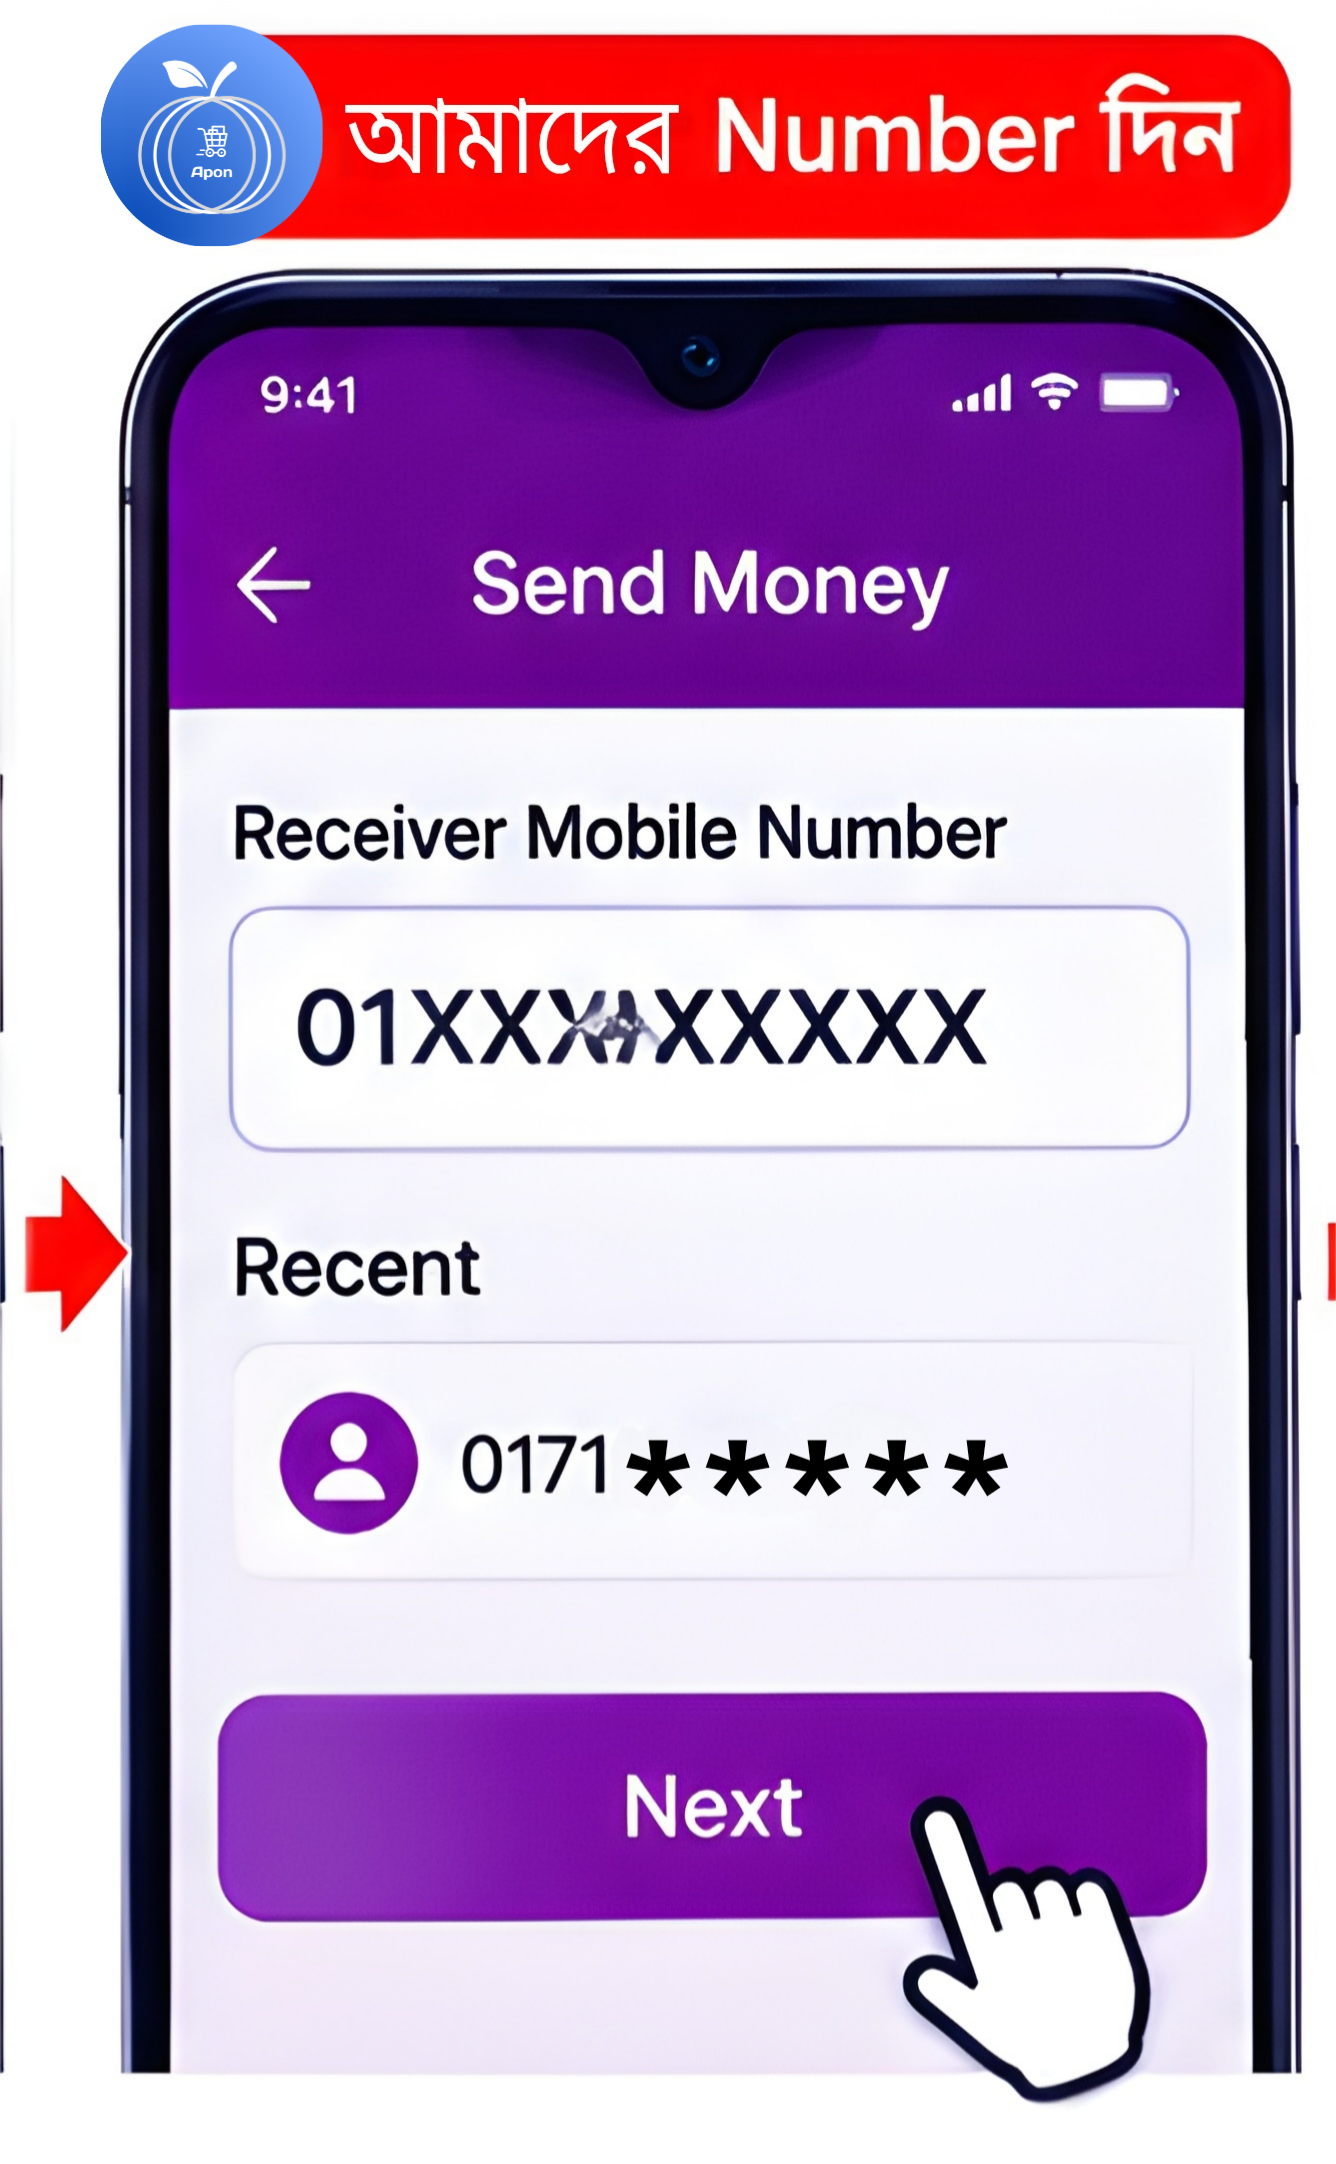 Apon
আমাদের Number দিন
9:41
Send Money
Receiver Mobile Number
01XXXXXXXXX
Recent
0171*****
Next